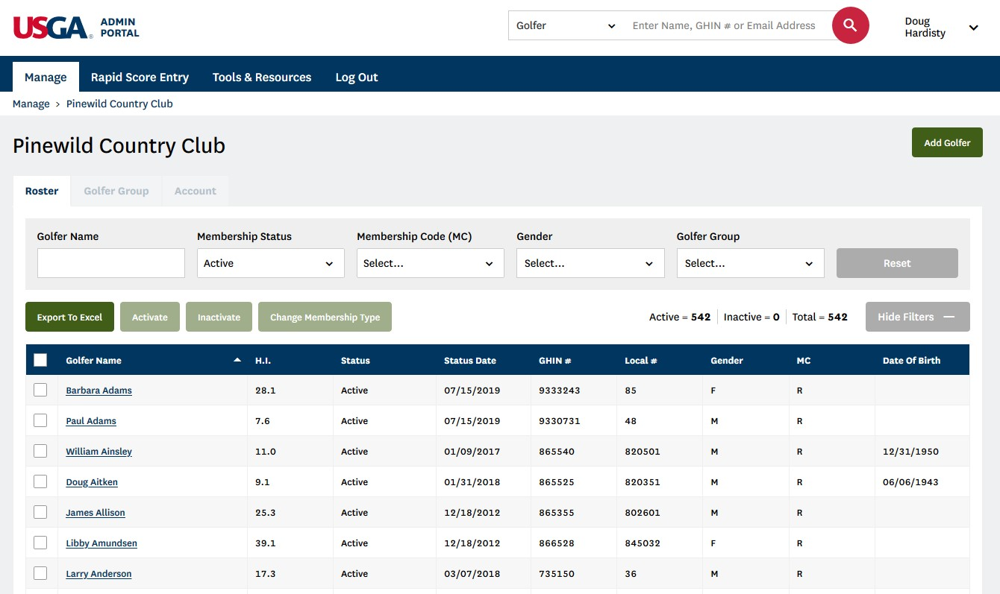 USGA® ADMIN PORTAL
Golfer Enter Name, GHIN # or Email Address
Doug Hardisty
Manage Rapid Score Entry Tools & Resources Log Out
Manage > Pinewild Country Club
Pinewild Country Club
Add Golfer
Roster Golfer Group Account
Golfer Name Membership Status Membership Code (MC) Gender Golfer Group
Active Select... Select... Select... Reset
Export To Excel Activate Inactivate Change Membership Type Active = 542 Inactive = 0 Total = 542 Hide Filters —
Golfer Name H.I. Status Status Date GHIN # Local # Gender MC Date Of Birth
Barbara Adams 28.1 Active 07/15/2019 9333243 85 F R
Paul Adams 7.6 Active 07/15/2019 9330731 48 M R
William Ainsley 11.0 Active 01/09/2017 865540 820501 M R 12/31/1950
Doug Aitken 9.1 Active 01/31/2018 865525 820351 M R 06/06/1943
James Allison 25.3 Active 12/18/2012 865355 802601 M R
Libby Amundsen 39.1 Active 12/18/2012 866528 845032 F R
Larry Anderson 17.3 Active 03/07/2018 735150 36 M R